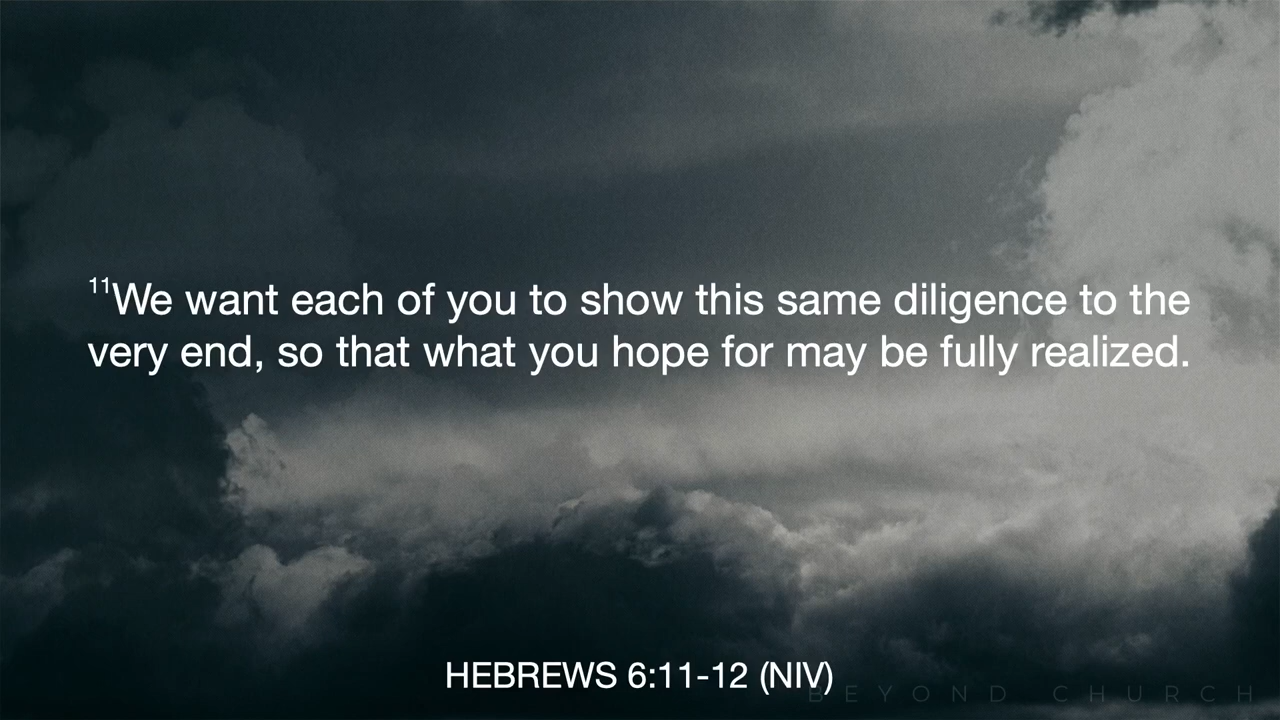 ¹¹We want each of you to show this same diligence to the
very end, so that what you hope for may be fully realized.
HEBREWS 6:11-12 (NIV)
BEYOND CHURCH